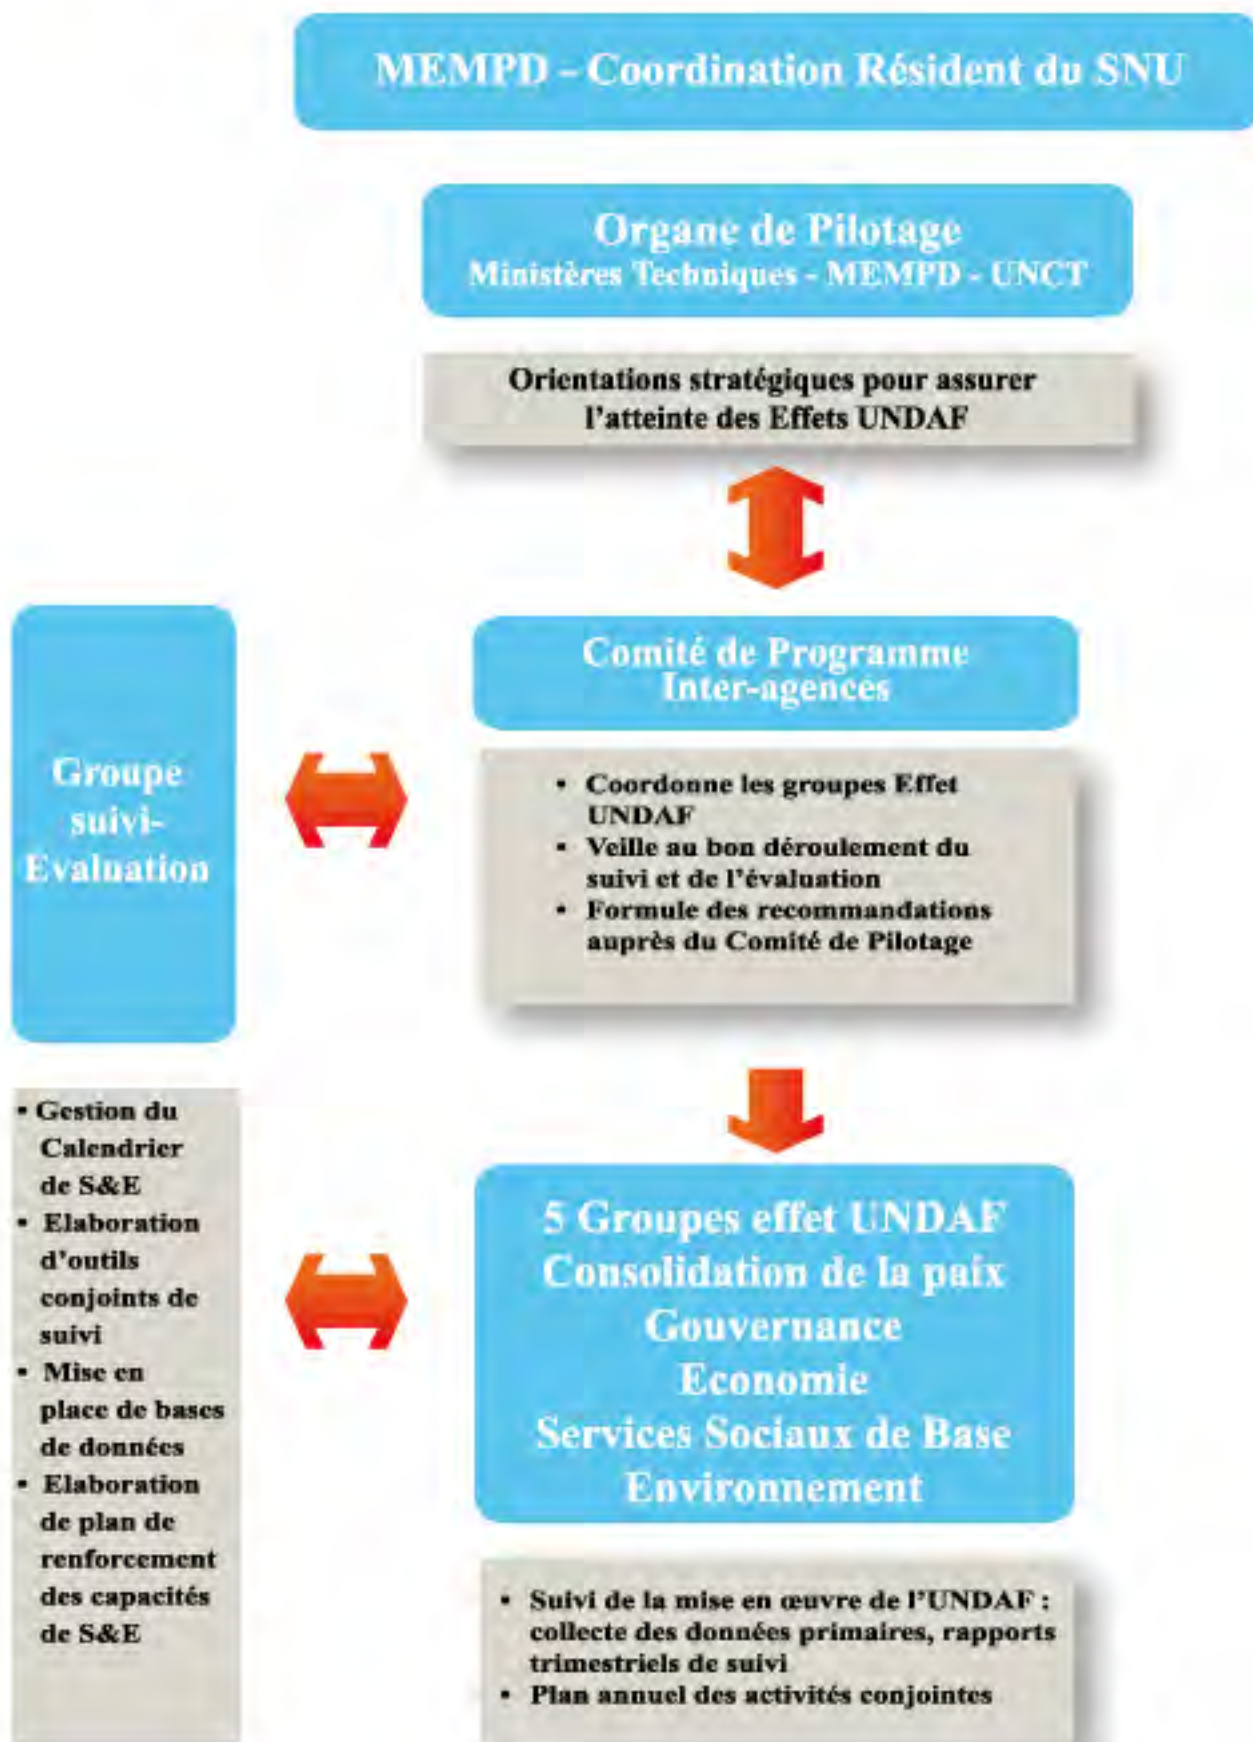 MEMPD - Coordination Résident du SNU
Organe de Pilotage
Ministères Techniques - MEMPD - UNCT
Orientations stratégiques pour assurer
l'atteinte des Effets UNDAF
Comité de Programme
Inter-agences
• Coordonne les groupes Effet
UNDAF
• Veille au bon déroulement du
suivi et de l'évaluation
• Formule des recommandations
auprès du Comité de Pilotage
Groupe
suivi-
Evaluation
• Gestion du
Calendrier
de S&E
• Elaboration
d'outils
conjoints de
suivi
• Mise en
place de bases
de données
• Elaboration
de plan de
renforcement
des capacités
de S&E
5 Groupes effet UNDAF
Consolidation de la paix
Gouvernance
Economie
Services Sociaux de Base
Environnement
• Suivi de la mise en œuvre de l'UNDAF :
collecte des données primaires, rapports
trimestriels de suivi
• Plan annuel des activités conjointes